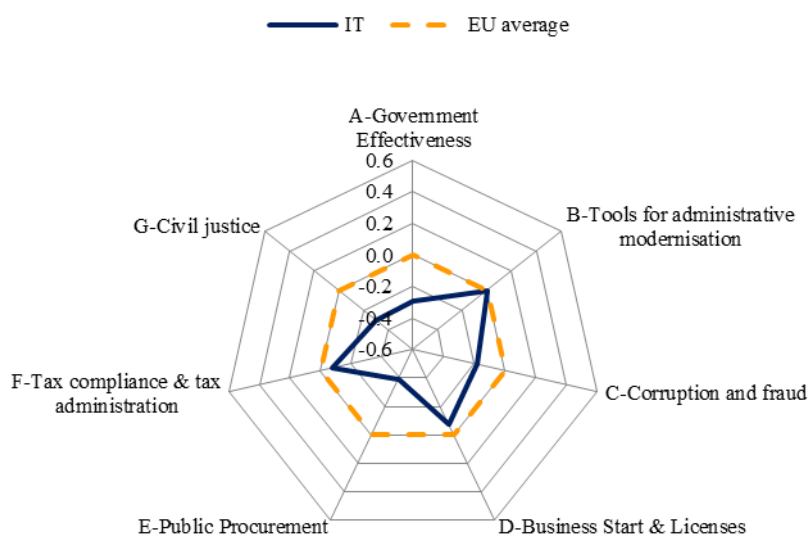 IT EU average
A-Government
Effectiveness
0.6
0.4
0.2
0.0
-0.2
-0.4
-0.6
B-Tools for administrative
modernisation
G-Civil justice
F-Tax compliance & tax
administration
C-Corruption and fraud
E-Public Procurement
D-Business Start & Licenses